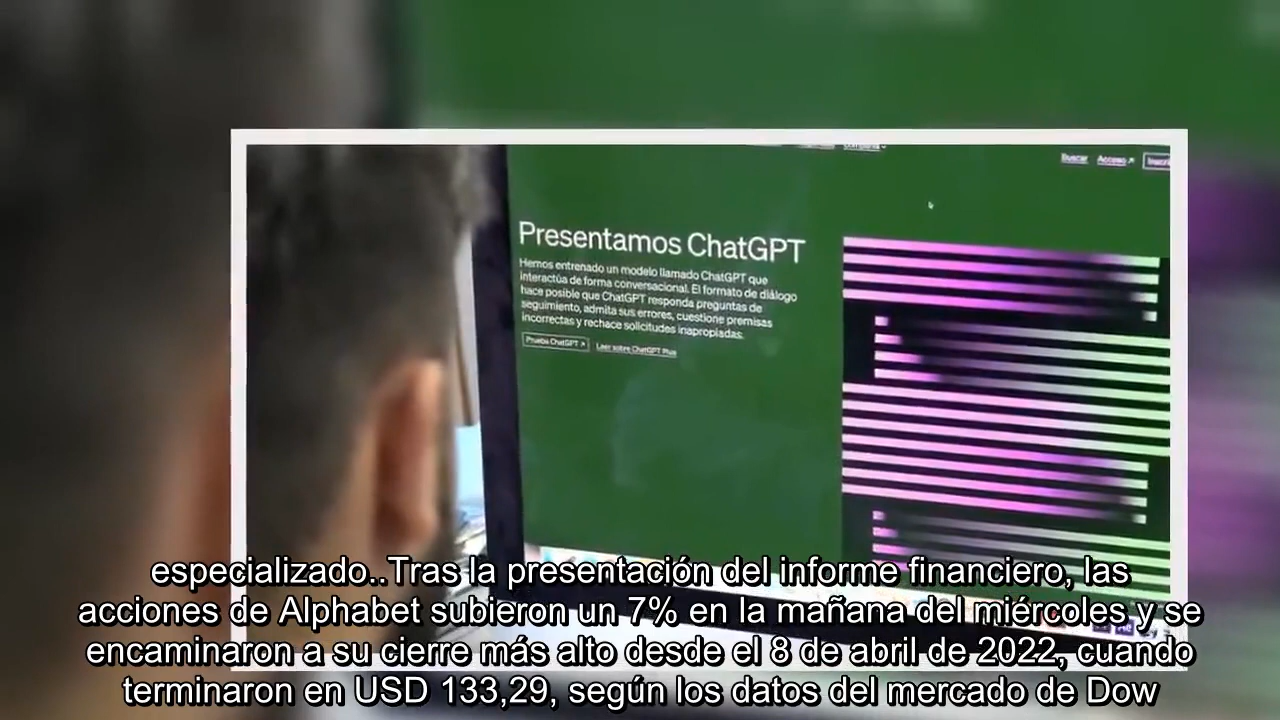 Buscar Acceso ↗
Presentamos ChatGPT
Hemos entrenado un modelo llamado ChatGPT que
interactúa de forma conversacional. El formato de diálogo
hace posible que ChatGPT responda preguntas de
seguimiento, admita sus errores, cuestione premisas
incorrectas y rechace solicitudes inapropiadas.
Prueba ChatGPT ↗ Leer sobre ChatGPT Plus
especializado..Tras la presentación del informe financiero, las
acciones de Alphabet subieron un 7% en la mañana del miércoles y se
encaminaron a su cierre más alto desde el 8 de abril de 2022, cuando
terminaron en USD 133,29, según los datos del mercado de Dow